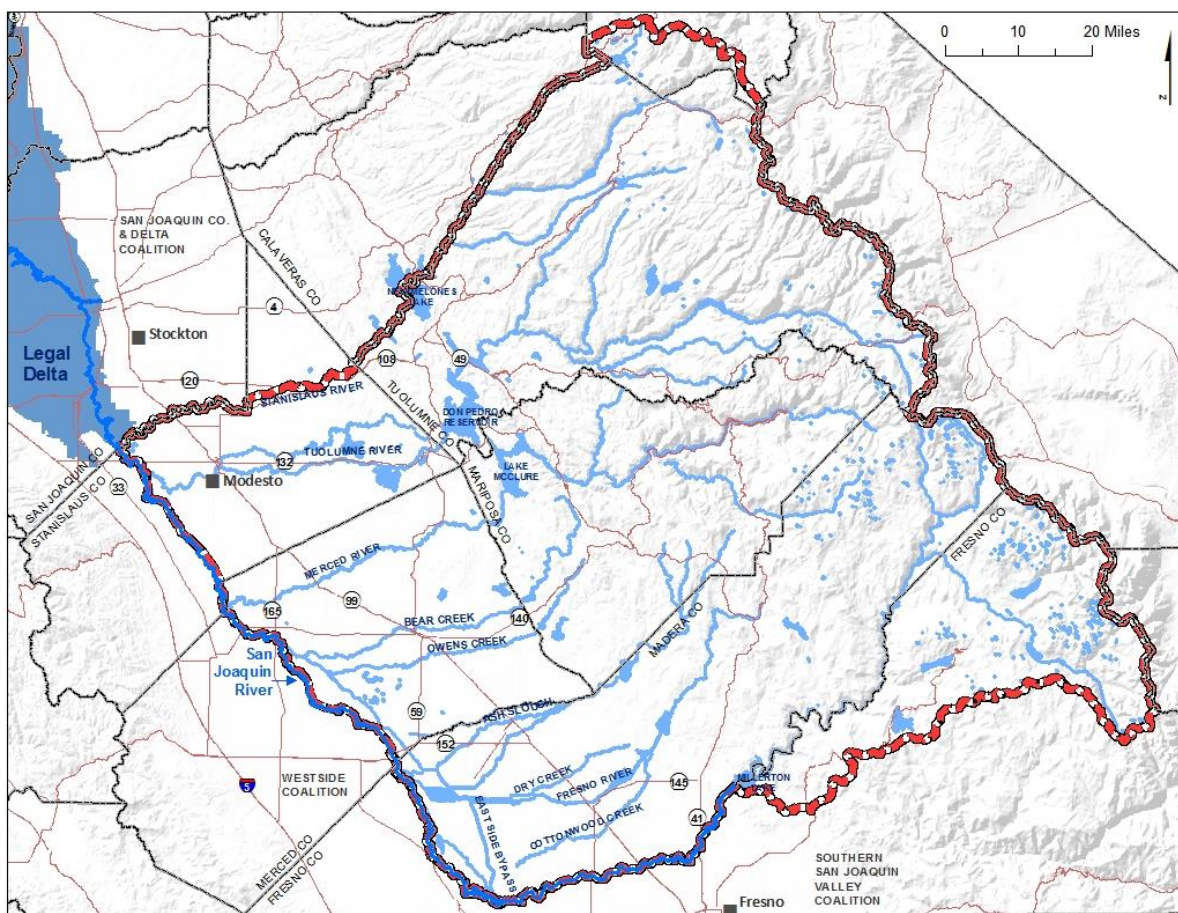 0 10 20 Miles
N
SAN JOAQUIN CO.
& DELTA
COALITION
CALAVERAS CO
NEW MELONES
LAKE
4
Stockton
Legal
Delta
120
108
49
STANISLAUS RIVER
TUOLUMNE CO
DON PEDRO
RESERVOIR
TUOLUMNE RIVER
132
LAKE
MCCLURE
SAN JOAQUIN CO
STANISLAUS CO
33
Modesto
MARIPOSA CO
FRESNO CO
MERCED RIVER
165
99
BEAR CREEK
140
OWENS CREEK
MADERA CO
San
Joaquin
River
59
ASH SLOUGH
152
WESTSIDE
COALITION
5
DRY CREEK
FRESNO RIVER
145
MILLERTON
LAKE
EAST SIDE BYPASS
COTTONWOOD CREEK
41
MERCED CO
FRESNO CO
SOUTHERN
SAN JOAQUIN
VALLEY
COALITION
Fresno